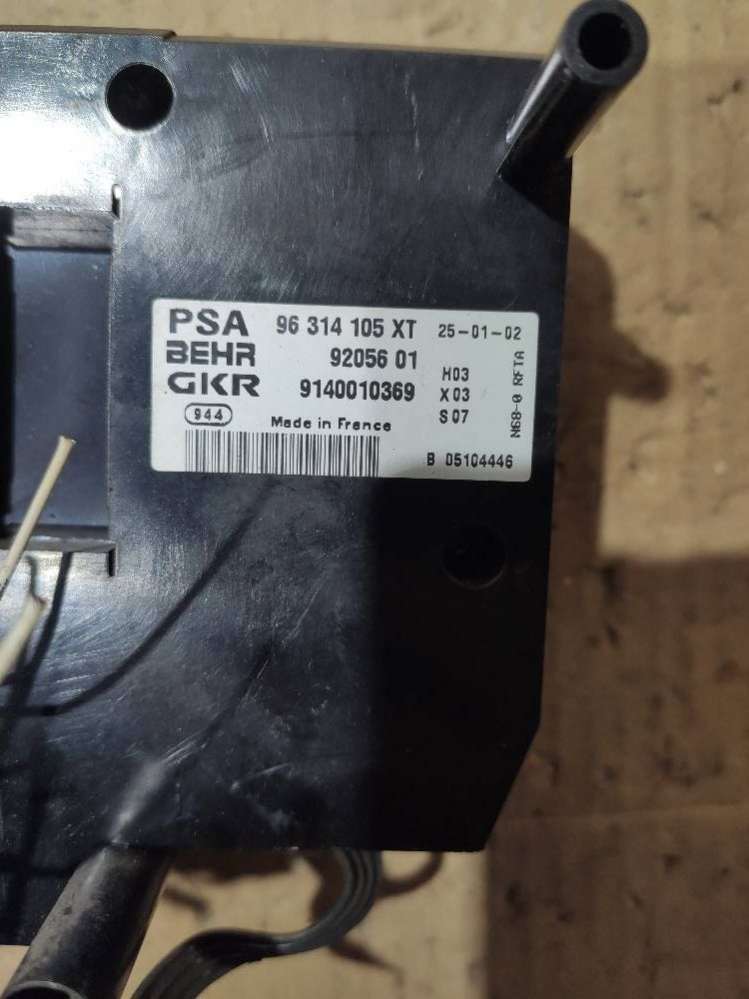 PSA 96 314 105 XT 25-01-02
BEHR 92056 01 H03
GKR 9140010369 X03
944 Made in France S07
B 05104446
N68-0 RFTA